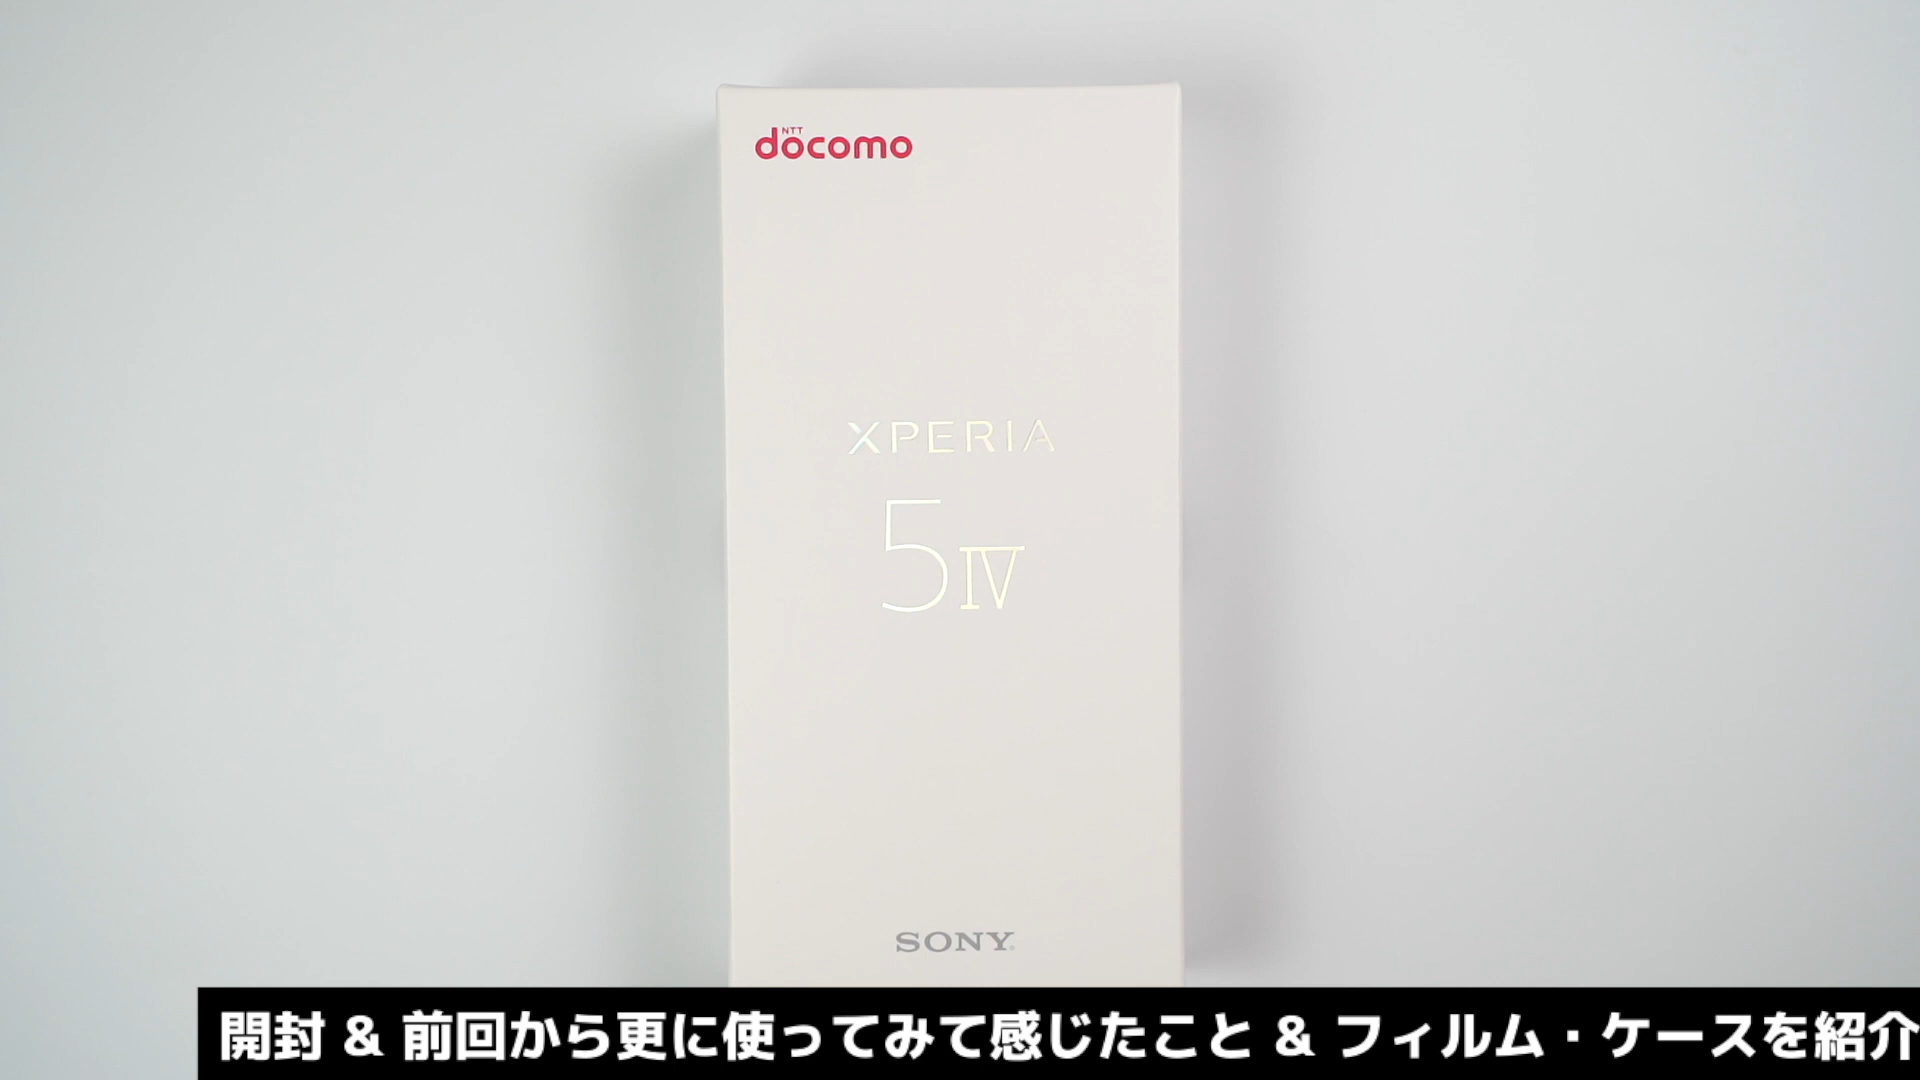 NTT
docomo
XPERIA
5 IV
SONY
開封 & 前回から更に使ってみて感じたこと & フィルム・ケースを紹介